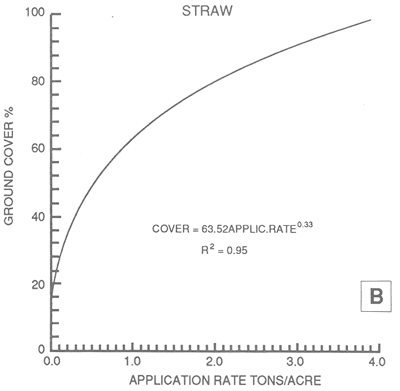 STRAW
100
80
60
40
20
0
GROUND COVER %
COVER = 63.52APPLIC.RATE^0.33
R^2 = 0.95
B
0.0 1.0 2.0 3.0 4.0
APPLICATION RATE TONS/ACRE